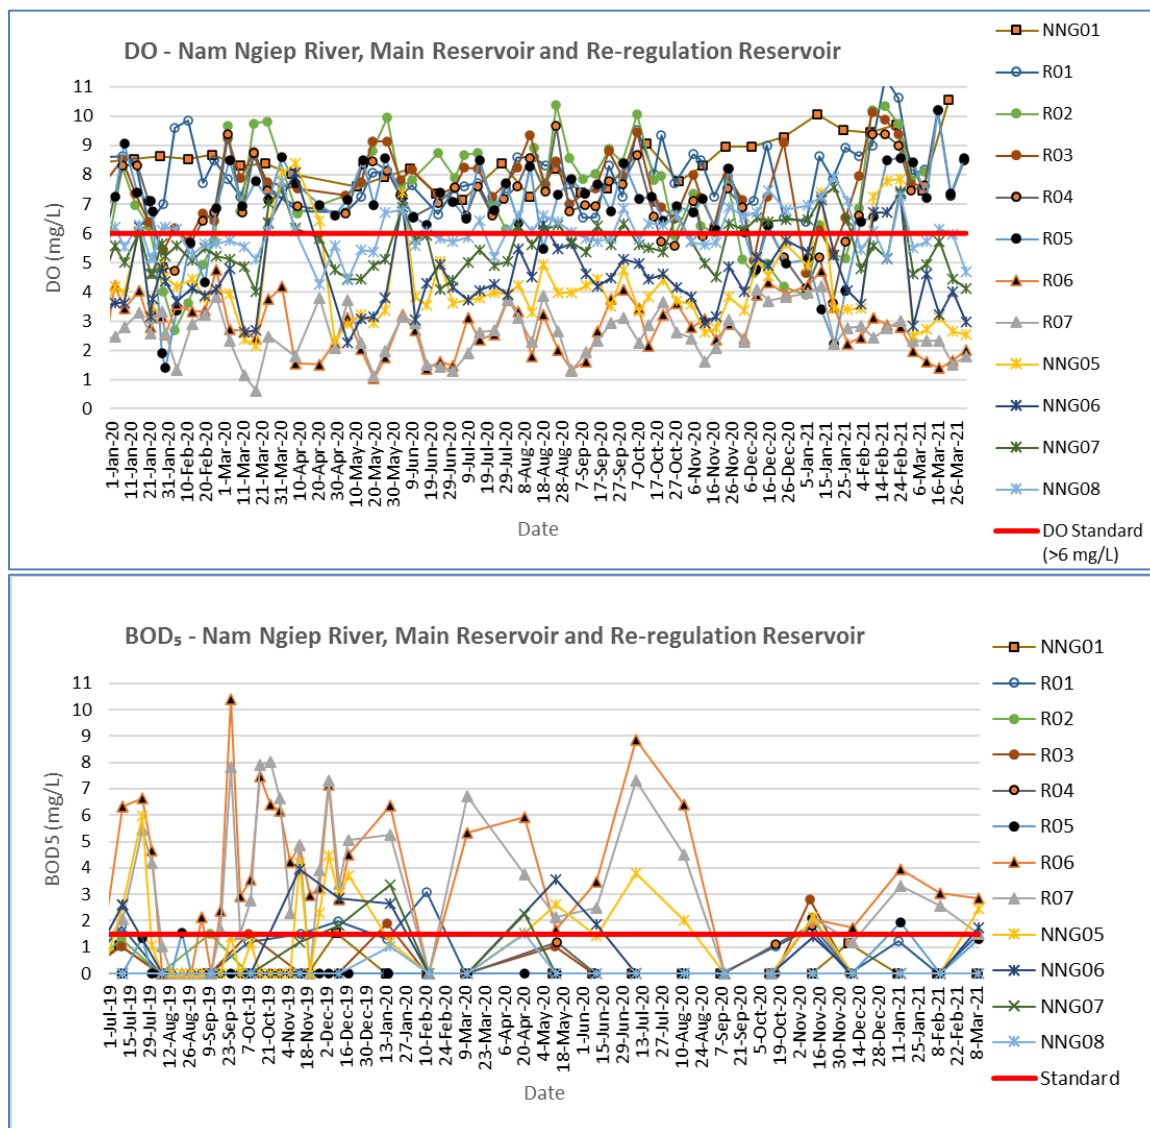 DO - Nam Ngiep River, Main Reservoir and Re-regulation Reservoir
DO (mg/L)
11
10
9
8
7
6
5
4
3
2
1
0
1-Jan-20
11-Jan-20
21-Jan-20
31-Jan-20
10-Feb-20
20-Feb-20
1-Mar-20
11-Mar-20
21-Mar-20
31-Mar-20
10-Apr-20
20-Apr-20
30-Apr-20
10-May-20
20-May-20
30-May-20
9-Jun-20
19-Jun-20
29-Jun-20
9-Jul-20
19-Jul-20
29-Jul-20
8-Aug-20
18-Aug-20
28-Aug-20
7-Sep-20
17-Sep-20
27-Sep-20
7-Oct-20
17-Oct-20
27-Oct-20
6-Nov-20
16-Nov-20
26-Nov-20
6-Dec-20
16-Dec-20
26-Dec-20
5-Jan-21
15-Jan-21
25-Jan-21
4-Feb-21
14-Feb-21
24-Feb-21
6-Mar-21
16-Mar-21
26-Mar-21
Date
NNG01
R01
R02
R03
R04
R05
R06
R07
NNG05
NNG06
NNG07
NNG08
DO Standard
(>6 mg/L)
BOD₅ - Nam Ngiep River, Main Reservoir and Re-regulation Reservoir
BOD5 (mg/L)
11
10
9
8
7
6
5
4
3
2
1
0
1-Jul-19
15-Jul-19
29-Jul-19
12-Aug-19
26-Aug-19
9-Sep-19
23-Sep-19
7-Oct-19
21-Oct-19
4-Nov-19
18-Nov-19
2-Dec-19
16-Dec-19
30-Dec-19
13-Jan-20
27-Jan-20
10-Feb-20
24-Feb-20
9-Mar-20
23-Mar-20
6-Apr-20
20-Apr-20
4-May-20
18-May-20
1-Jun-20
15-Jun-20
29-Jun-20
13-Jul-20
27-Jul-20
10-Aug-20
24-Aug-20
7-Sep-20
21-Sep-20
5-Oct-20
19-Oct-20
2-Nov-20
16-Nov-20
30-Nov-20
14-Dec-20
28-Dec-20
11-Jan-21
25-Jan-21
8-Feb-21
22-Feb-21
8-Mar-21
Date
NNG01
R01
R02
R03
R04
R05
R06
R07
NNG05
NNG06
NNG07
NNG08
Standard